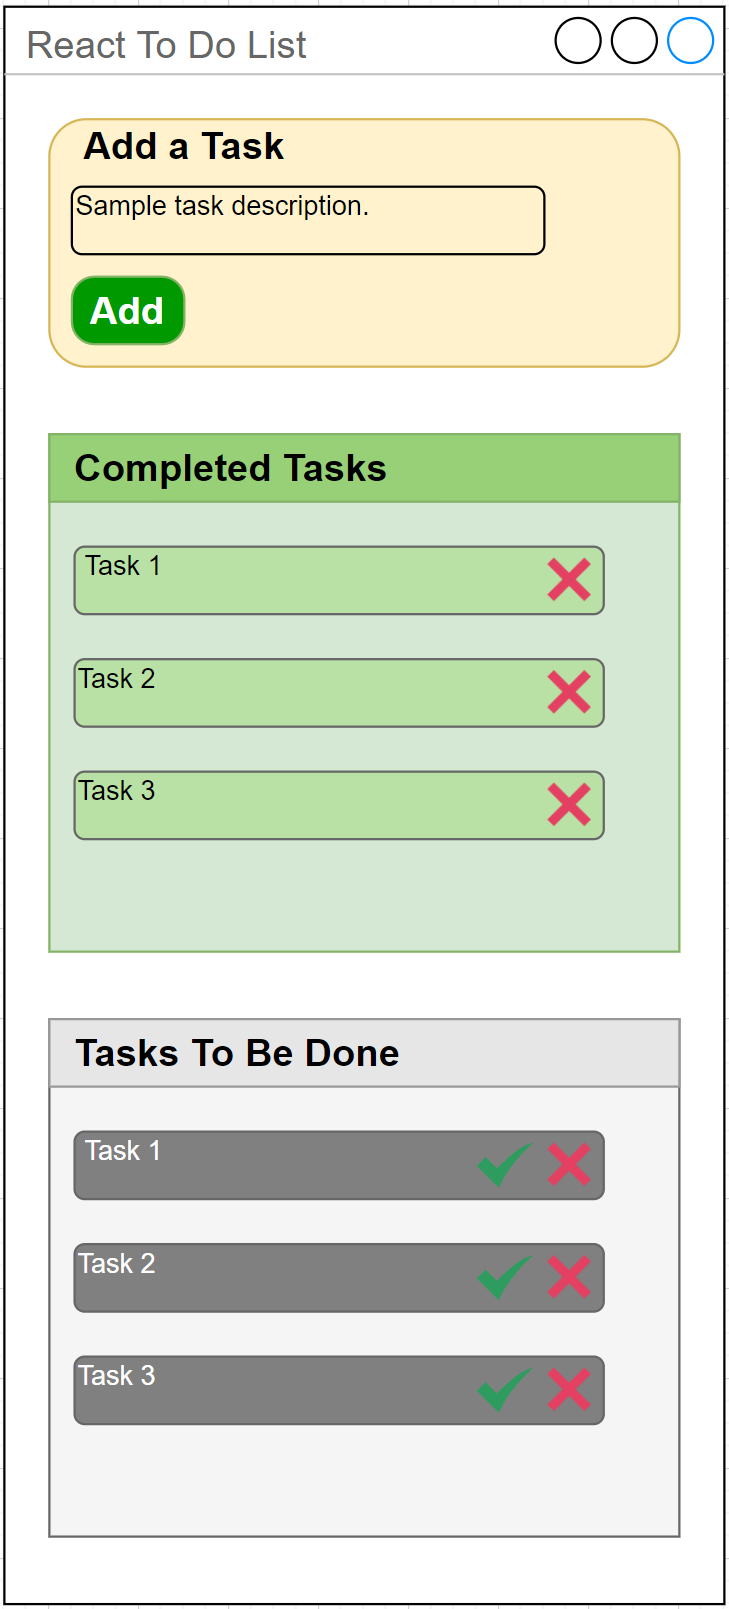 React To Do List
Add a Task
Sample task description.
Add
Completed Tasks
Task 1
Task 2
Task 3
Tasks To Be Done
Task 1
Task 2
Task 3